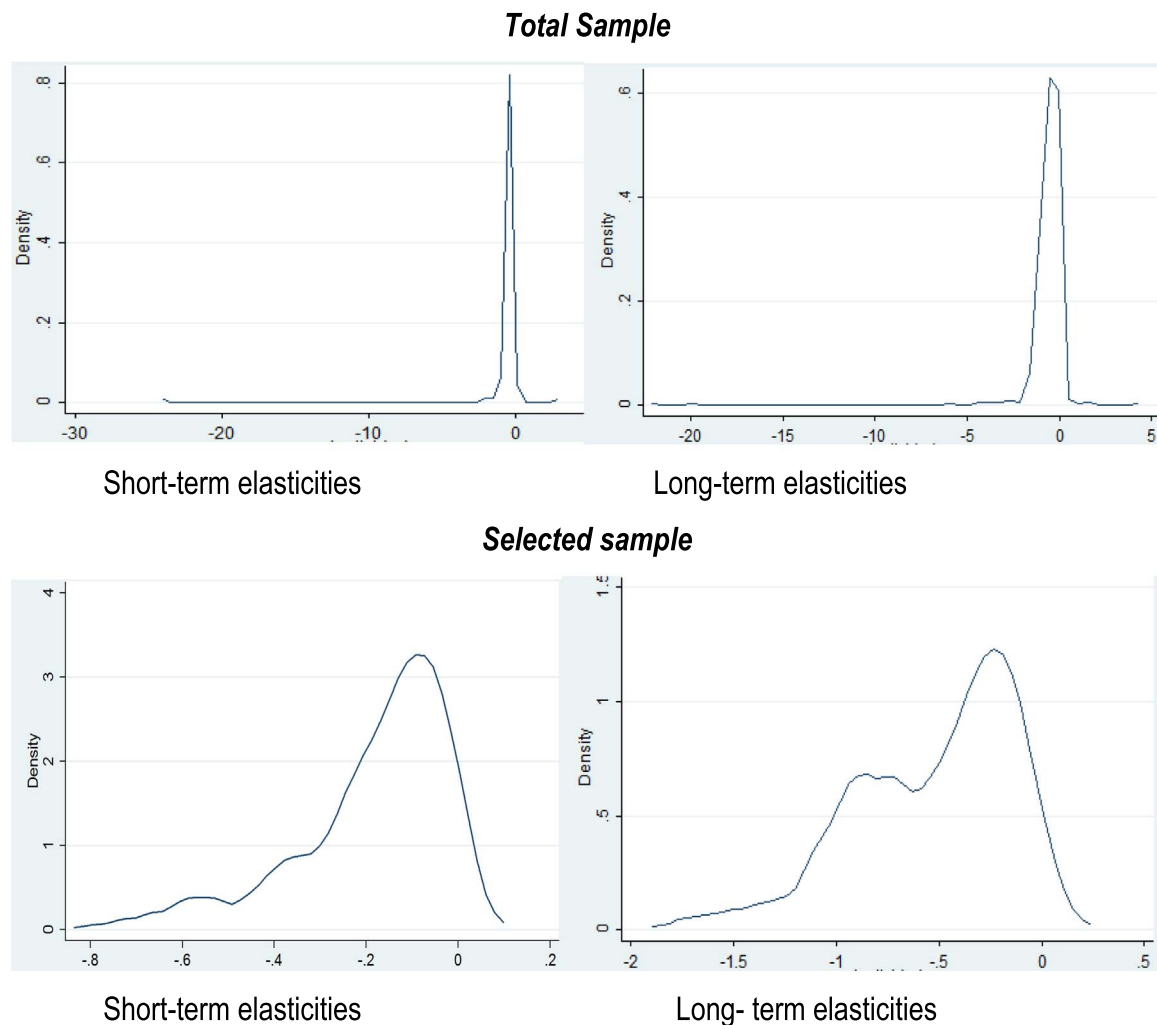 Total Sample
Density
0 .2 .4 .6 .8
-30 -20 -10 0
Density
0 .2 .4 .6
-20 -15 -10 -5 0 5
Short-term elasticities
Long-term elasticities
Selected sample
Density
0 1 2 3 4
-.8 -.6 -.4 -.2 0 .2
Density
0 .5 1 1.5
-2 -1.5 -1 -.5 0 .5
Short-term elasticities
Long- term elasticities